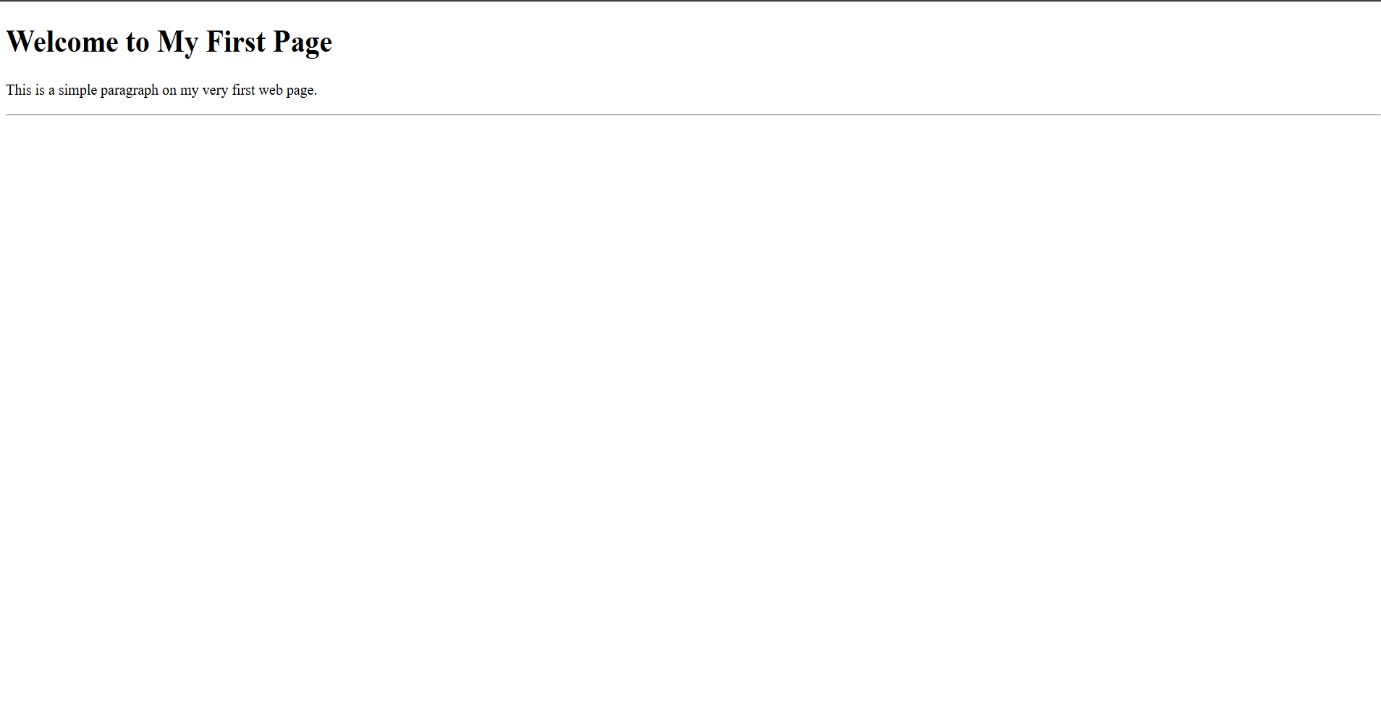 Welcome to My First Page
This is a simple paragraph on my very first web page.